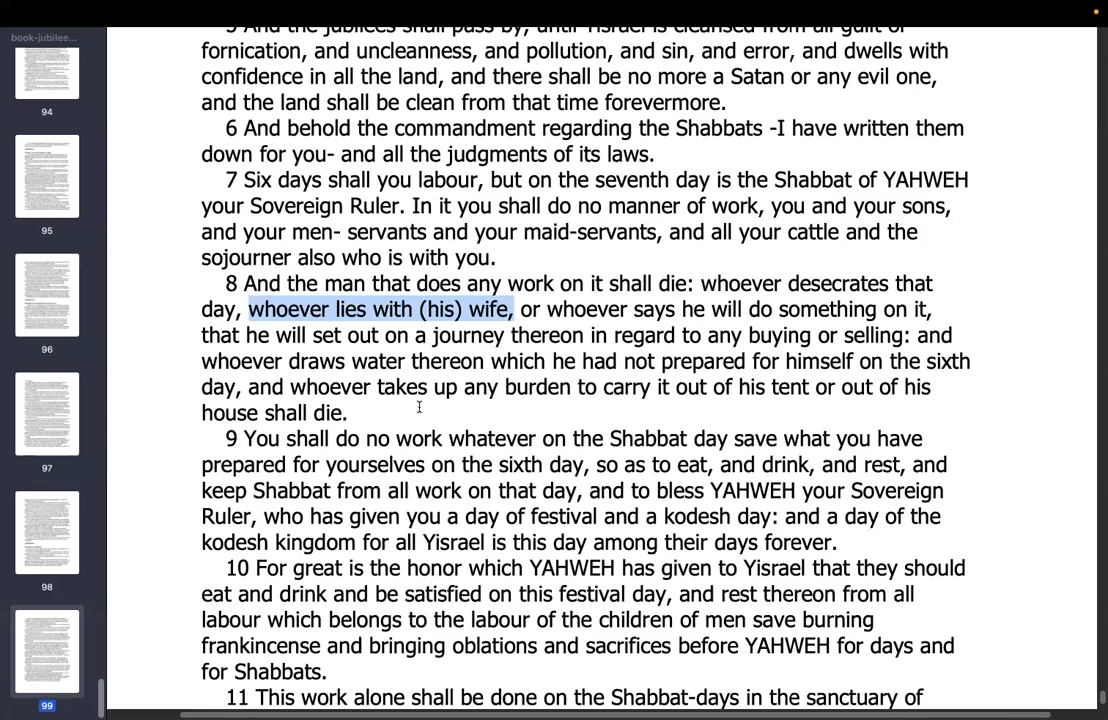 book-jubilee...
94
95
96
97
98
99
5 And the jubilees shall pass by, until Yisrael is cleansed from all guilt of
fornication, and uncleanness, and pollution, and sin, and error, and dwells with
confidence in all the land, and there shall be no more a Satan or any evil one,
and the land shall be clean from that time forevermore.
6 And behold the commandment regarding the Shabbats -I have written them
down for you- and all the judgments of its laws.
7 Six days shall you labour, but on the seventh day is the Shabbat of YAHWEH
your Sovereign Ruler. In it you shall do no manner of work, you and your sons,
and your men- servants and your maid-servants, and all your cattle and the
sojourner also who is with you.
8 And the man that does any work on it shall die: whoever desecrates that
day, whoever lies with (his) wife, or whoever says he will do something on it,
that he will set out on a journey thereon in regard to any buying or selling: and
whoever draws water thereon which he had not prepared for himself on the sixth
day, and whoever takes up any burden to carry it out of his tent or out of his
house shall die.
9 You shall do no work whatever on the Shabbat day save what you have
prepared for yourselves on the sixth day, so as to eat, and drink, and rest, and
keep Shabbat from all work on that day, and to bless YAHWEH your Sovereign
Ruler, who has given you a day of festival and a kodesh day: and a day of the
kodesh kingdom for all Yisrael is this day among their days forever.
10 For great is the honor which YAHWEH has given to Yisrael that they should
eat and drink and be satisfied on this festival day, and rest thereon from all
labour which belongs to the labour of the children of men save burning
frankincense and bringing oblations and sacrifices before YAHWEH for days and
for Shabbats.
11 This work alone shall be done on the Shabbat-days in the sanctuary of